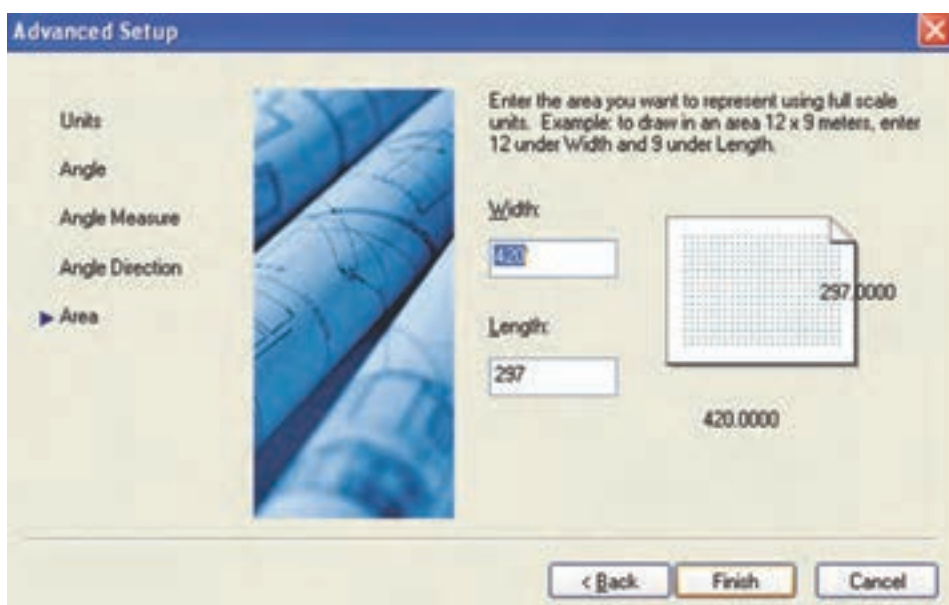 Advanced Setup
Units
Angle
Angle Measure
Angle Direction
Area
Enter the area you want to represent using full scale
units. Example: to draw in an area 12 x 9 meters, enter
12 under Width and 9 under Length.
Width:
420
Length:
297
297.0000
420.0000
< Back
Finish
Cancel